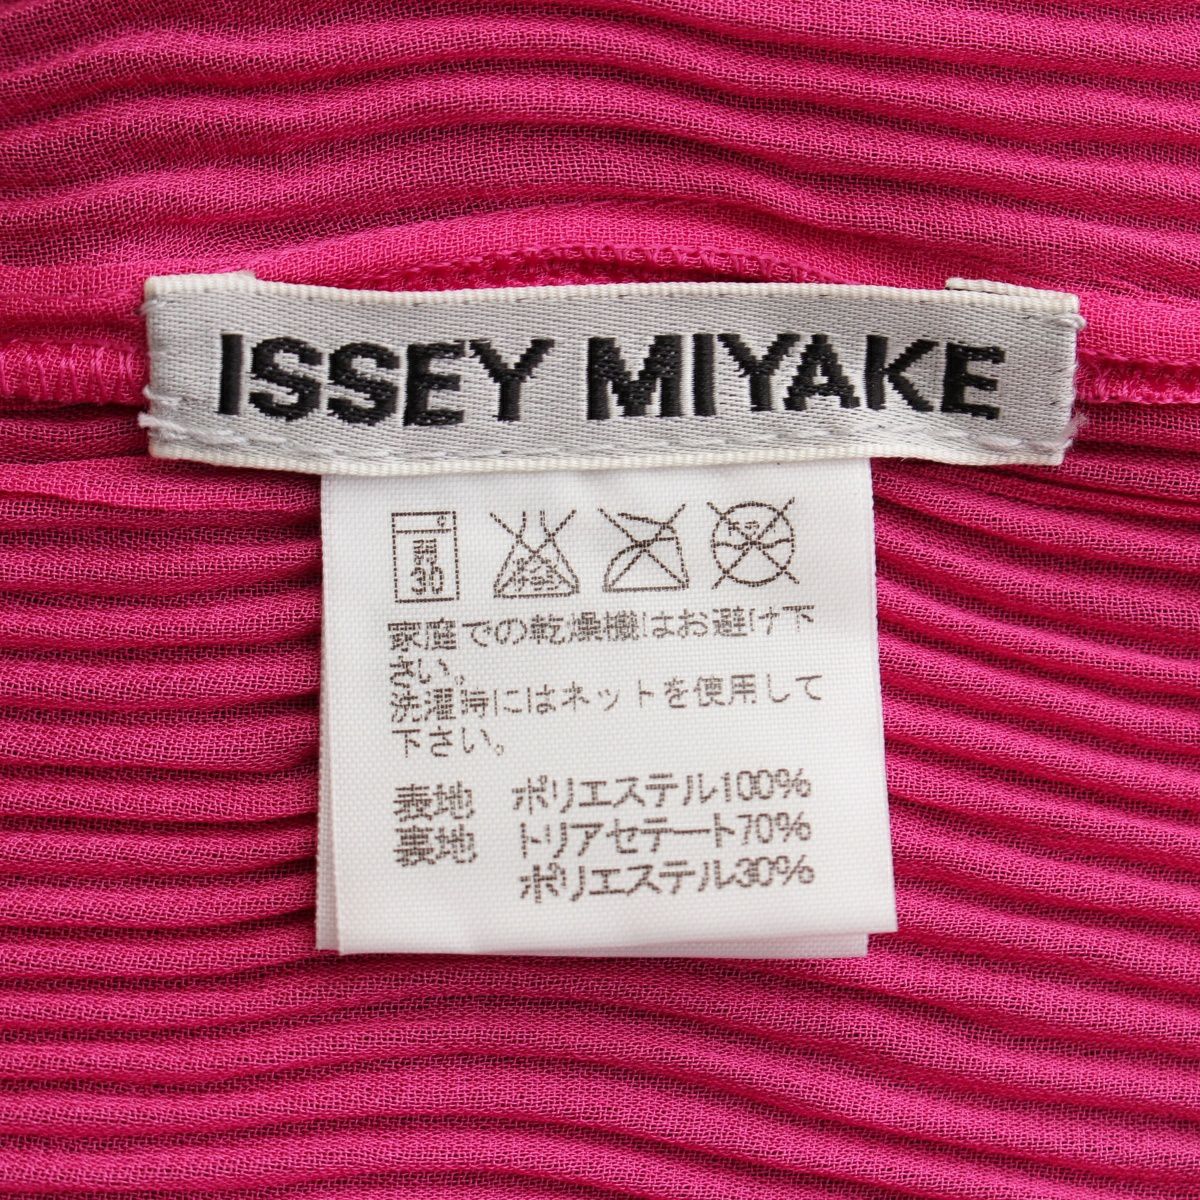 ISSEY MIYAKE
30
家庭での乾燥機はお避け下
さい。
洗濯時にはネットを使用して
下さい。
表地 ポリエステル100%
裏地 トリアセテート70%
ポリエステル30%